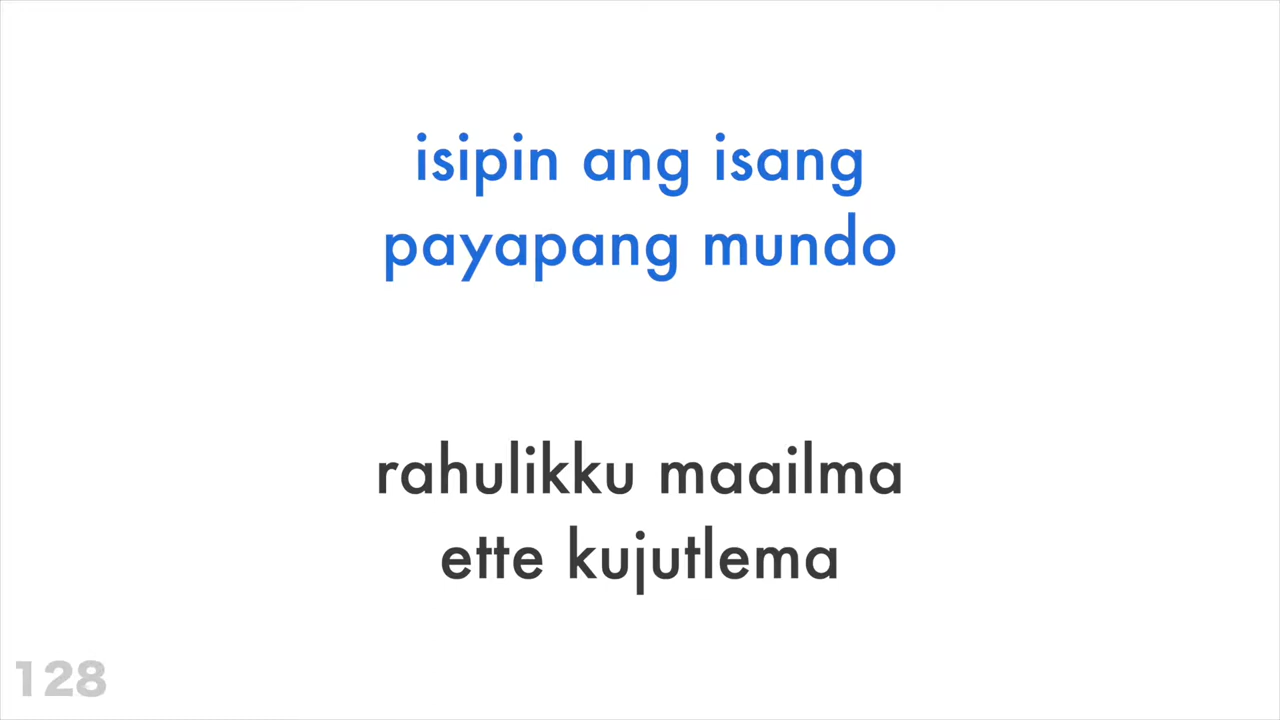 isipin ang isang
payapang mundo
rahulikku maailma
ette kujutlema
128